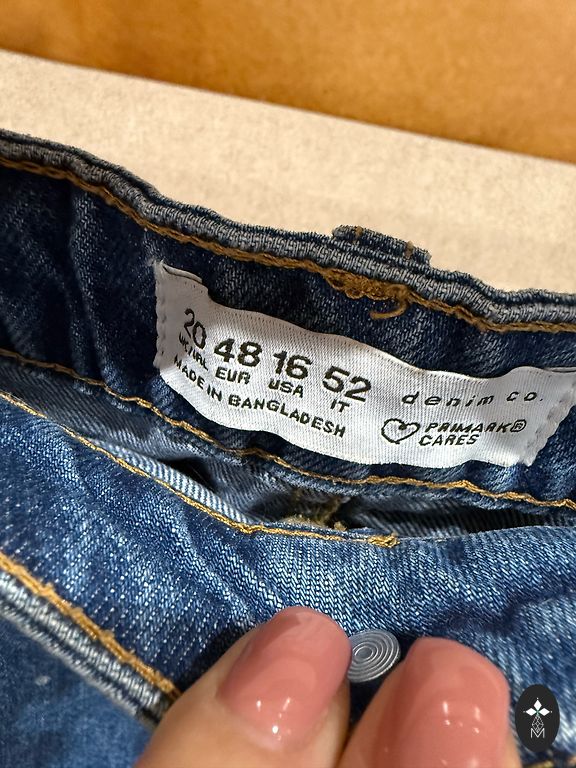 20 48 16 52
UK/IRL EUR USA IT
MADE IN BANGLADESH
denim co.
PRIMARK®
CARES
M